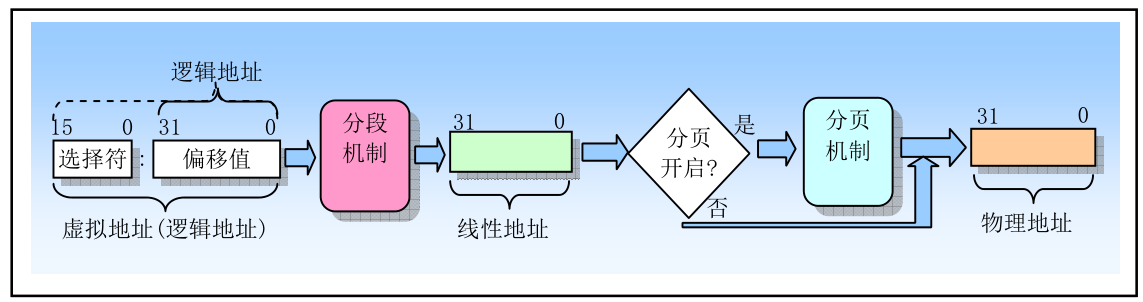 逻辑地址
15 0 31 0
选择符 : 偏移值
虚拟地址(逻辑地址)
分段
机制
31 0
线性地址
分页
开启?
是
否
分页
机制
31 0
物理地址